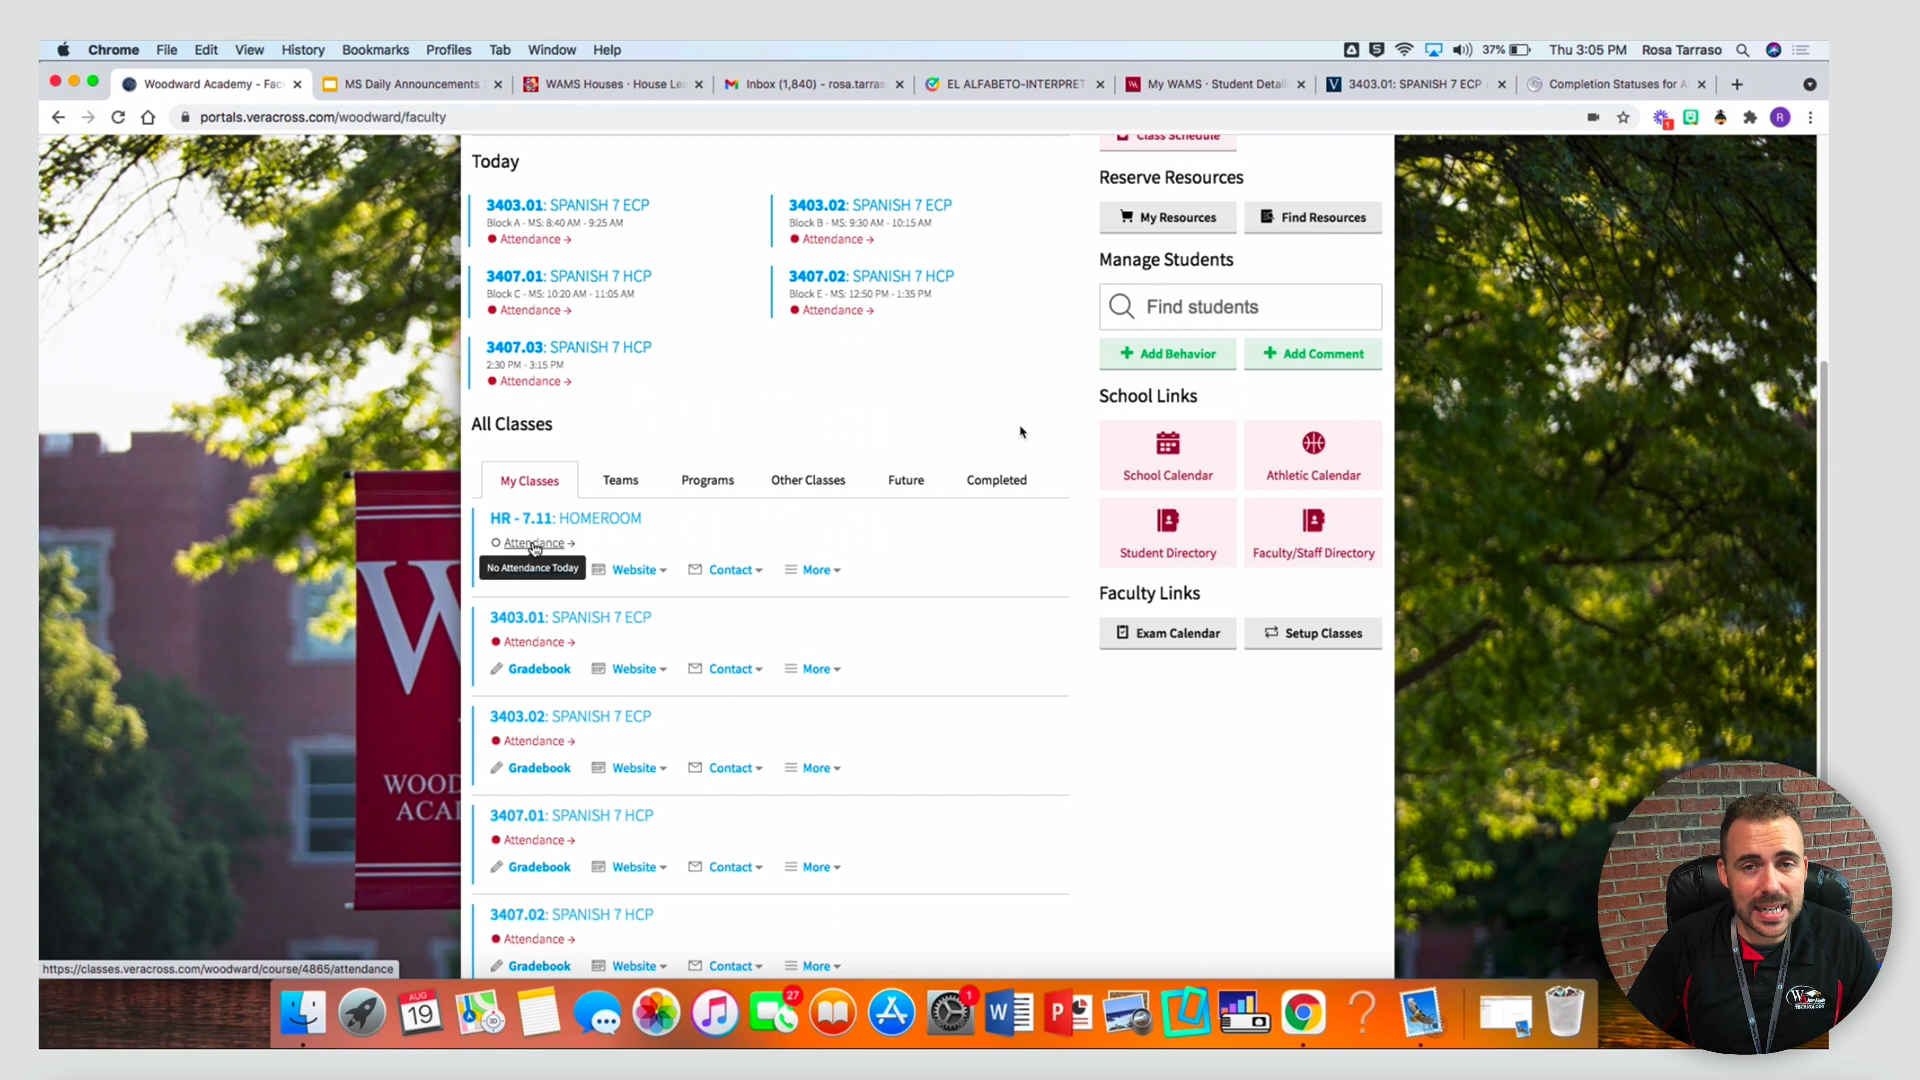 Chrome File Edit View History Bookmarks Profiles Tab Window Help
37% Thu 3:05 PM Rosa Tarraso
Woodward Academy - Fac
MS Daily Announcements
WAMS Houses · House Lea
Inbox (1,840) - rosa.tarras
EL ALFABETO-INTERPRET
My WAMS · Student Detail
3403.01: SPANISH 7 ECP
Completion Statuses for A
portals.veracross.com/woodward/faculty
1
R
Today
3403.01: SPANISH 7 ECP
Block A - MS: 8:40 AM - 9:25 AM
Attendance →
3403.02: SPANISH 7 ECP
Block B - MS: 9:30 AM - 10:15 AM
Attendance →
3407.01: SPANISH 7 HCP
Block C - MS: 10:20 AM - 11:05 AM
Attendance →
3407.02: SPANISH 7 HCP
Block E - MS: 12:50 PM - 1:35 PM
Attendance →
3407.03: SPANISH 7 HCP
2:30 PM - 3:15 PM
Attendance →
All Classes
My Classes Teams Programs Other Classes Future Completed
HR - 7.11: HOMEROOM
Attendance →
No Attendance Today
Website Contact More
3403.01: SPANISH 7 ECP
Attendance →
Gradebook Website Contact More
3403.02: SPANISH 7 ECP
Attendance →
Gradebook Website Contact More
3407.01: SPANISH 7 HCP
Attendance →
Gradebook Website Contact More
3407.02: SPANISH 7 HCP
Attendance →
Gradebook Website Contact More
Class Schedule
Reserve Resources
My Resources Find Resources
Manage Students
Find students
Add Behavior Add Comment
School Links
School Calendar Athletic Calendar
Student Directory Faculty/Staff Directory
Faculty Links
Exam Calendar Setup Classes
W
WOOD
ACA
https://classes.veracross.com/woodward/course/4865/attendance
AUG
19
3D
27
1
W
P